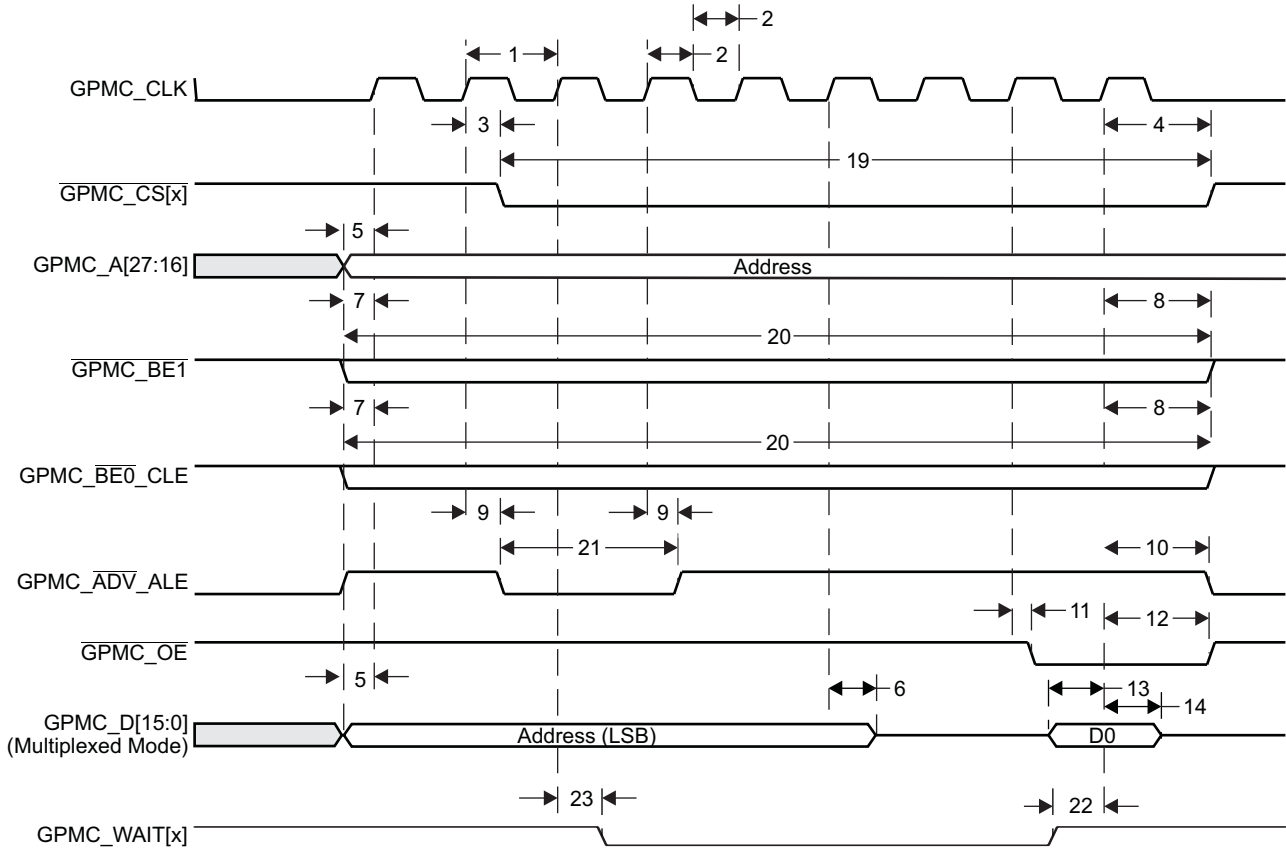 2
1
2
GPMC_CLK
3
4
19
GPMC_CS[x]
5
GPMC_A[27:16]
Address
7
8
20
GPMC_BE1
7
8
20
GPMC_BE0_CLE
9
9
21
10
GPMC_ADV_ALE
11
12
GPMC_OE
5
6
13
14
GPMC_D[15:0]
(Multiplexed Mode)
Address (LSB)
D0
23
22
GPMC_WAIT[x]